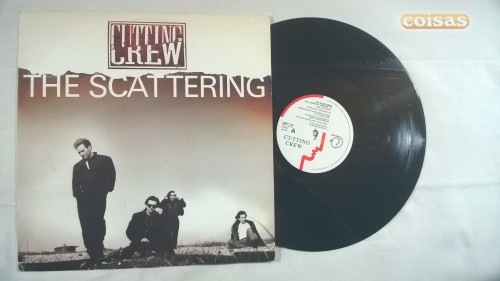 CUTTING
CREW
THE SCATTERING
coisas
A
CUTTING
CREW